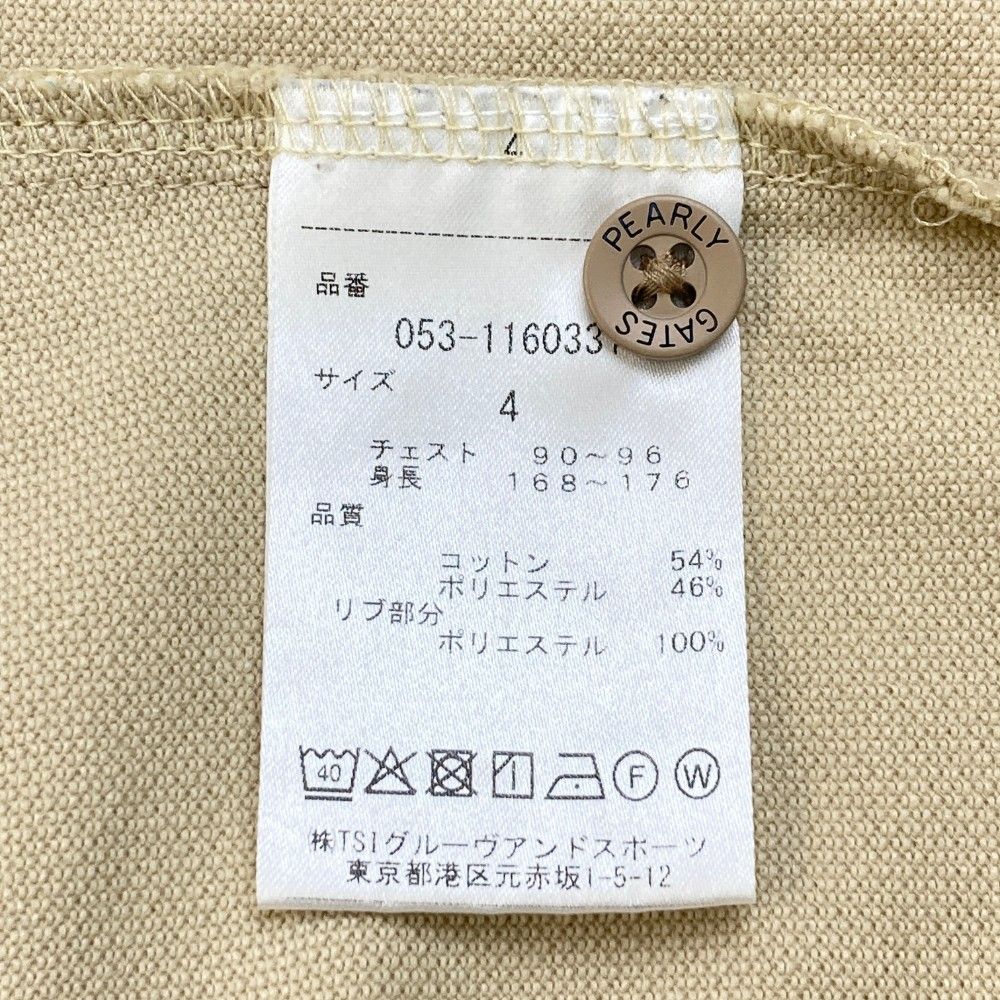 PEARLY GATES
品番
053-116033
サイズ
4
チェスト 90～96
身長 168～176
品質
コットン 54%
ポリエステル 46%
リブ部分
ポリエステル 100%
40 F W
㈱TSIグルーヴアンドスポーツ
東京都港区元赤坂1-5-12